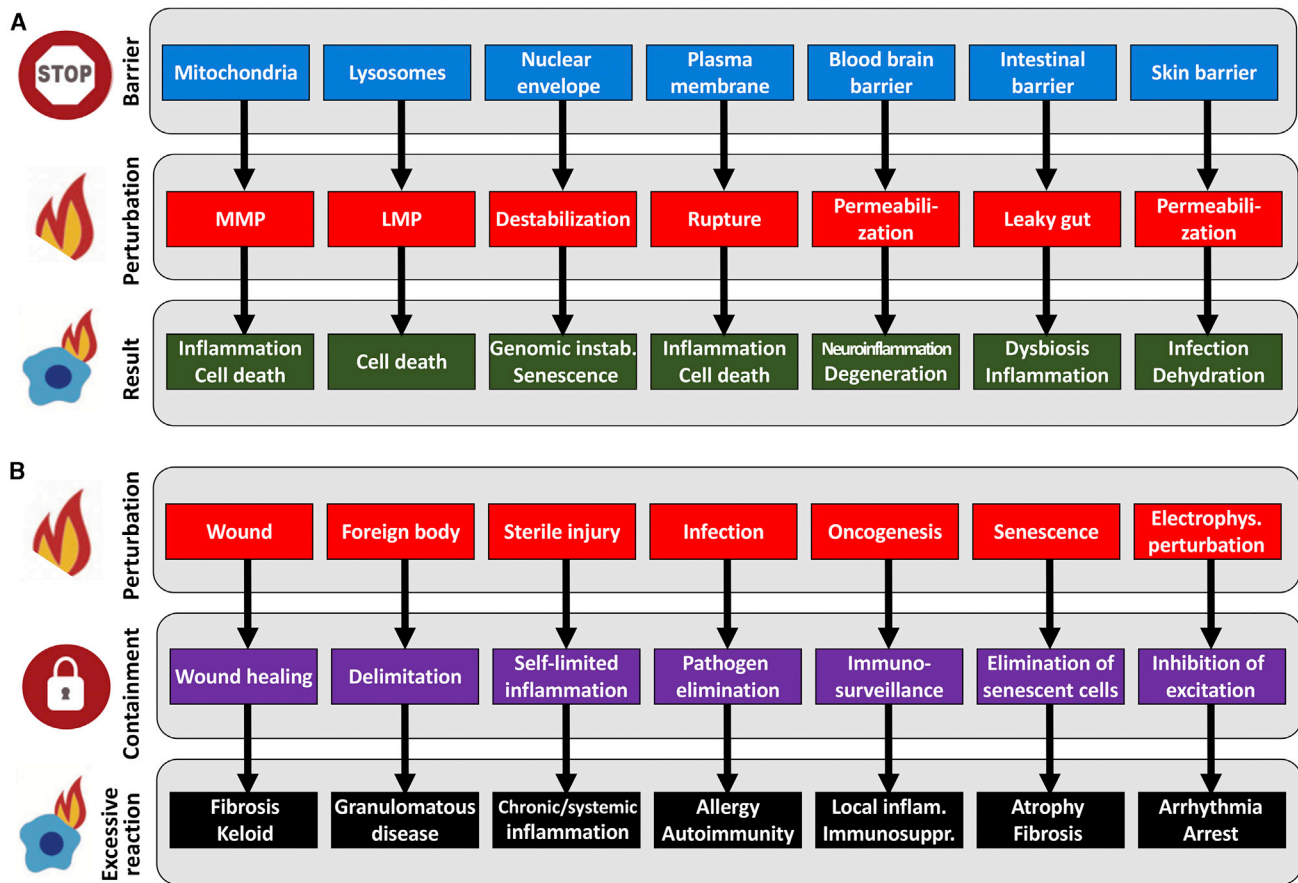 A
STOP
Barrier
Mitochondria
Lysosomes
Nuclear
envelope
Plasma
membrane
Blood brain
barrier
Intestinal
barrier
Skin barrier
Perturbation
MMP
LMP
Destabilization
Rupture
Permeabili-
zation
Leaky gut
Permeabili-
zation
Result
Inflammation
Cell death
Cell death
Genomic instab.
Senescence
Inflammation
Cell death
Neuroinflammation
Degeneration
Dysbiosis
Inflammation
Infection
Dehydration
B
Perturbation
Wound
Foreign body
Sterile injury
Infection
Oncogenesis
Senescence
Electrophys.
perturbation
Containment
Wound healing
Delimitation
Self-limited
inflammation
Pathogen
elimination
Immuno-
surveillance
Elimination of
senescent cells
Inhibition of
excitation
Excessive
reaction
Fibrosis
Keloid
Granulomatous
disease
Chronic/systemic
inflammation
Allergy
Autoimmunity
Local inflam.
Immunosuppr.
Atrophy
Fibrosis
Arrhythmia
Arrest